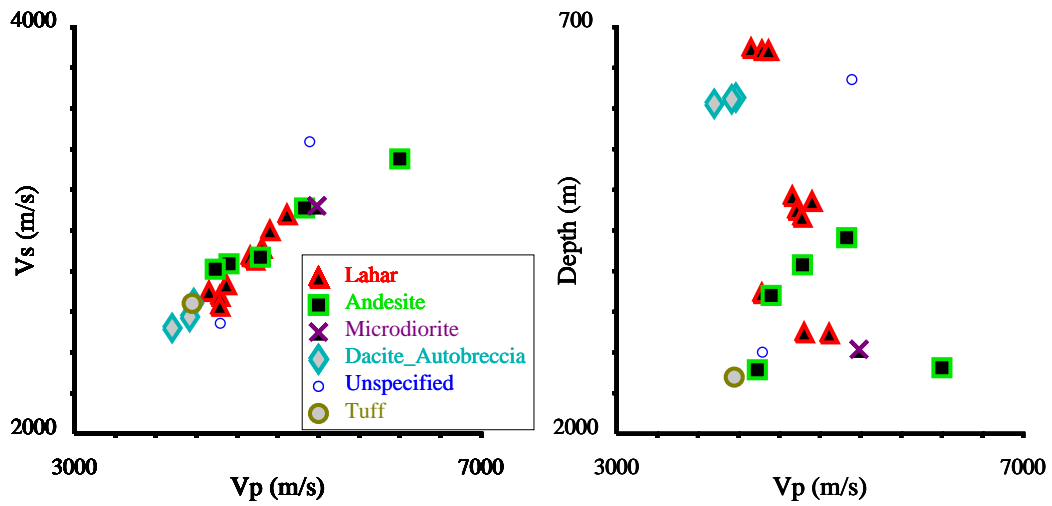 4000
Vs (m/s)
2000
3000
7000
Vp (m/s)
Lahar
Andesite
Microdiorite
Dacite_Autobreccia
Unspecified
Tuff
700
Depth (m)
2000
3000
7000
Vp (m/s)